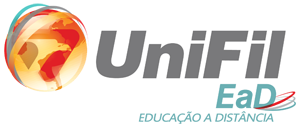 UniFil
EaD
EDUCAÇÃO A DISTÂNCIA